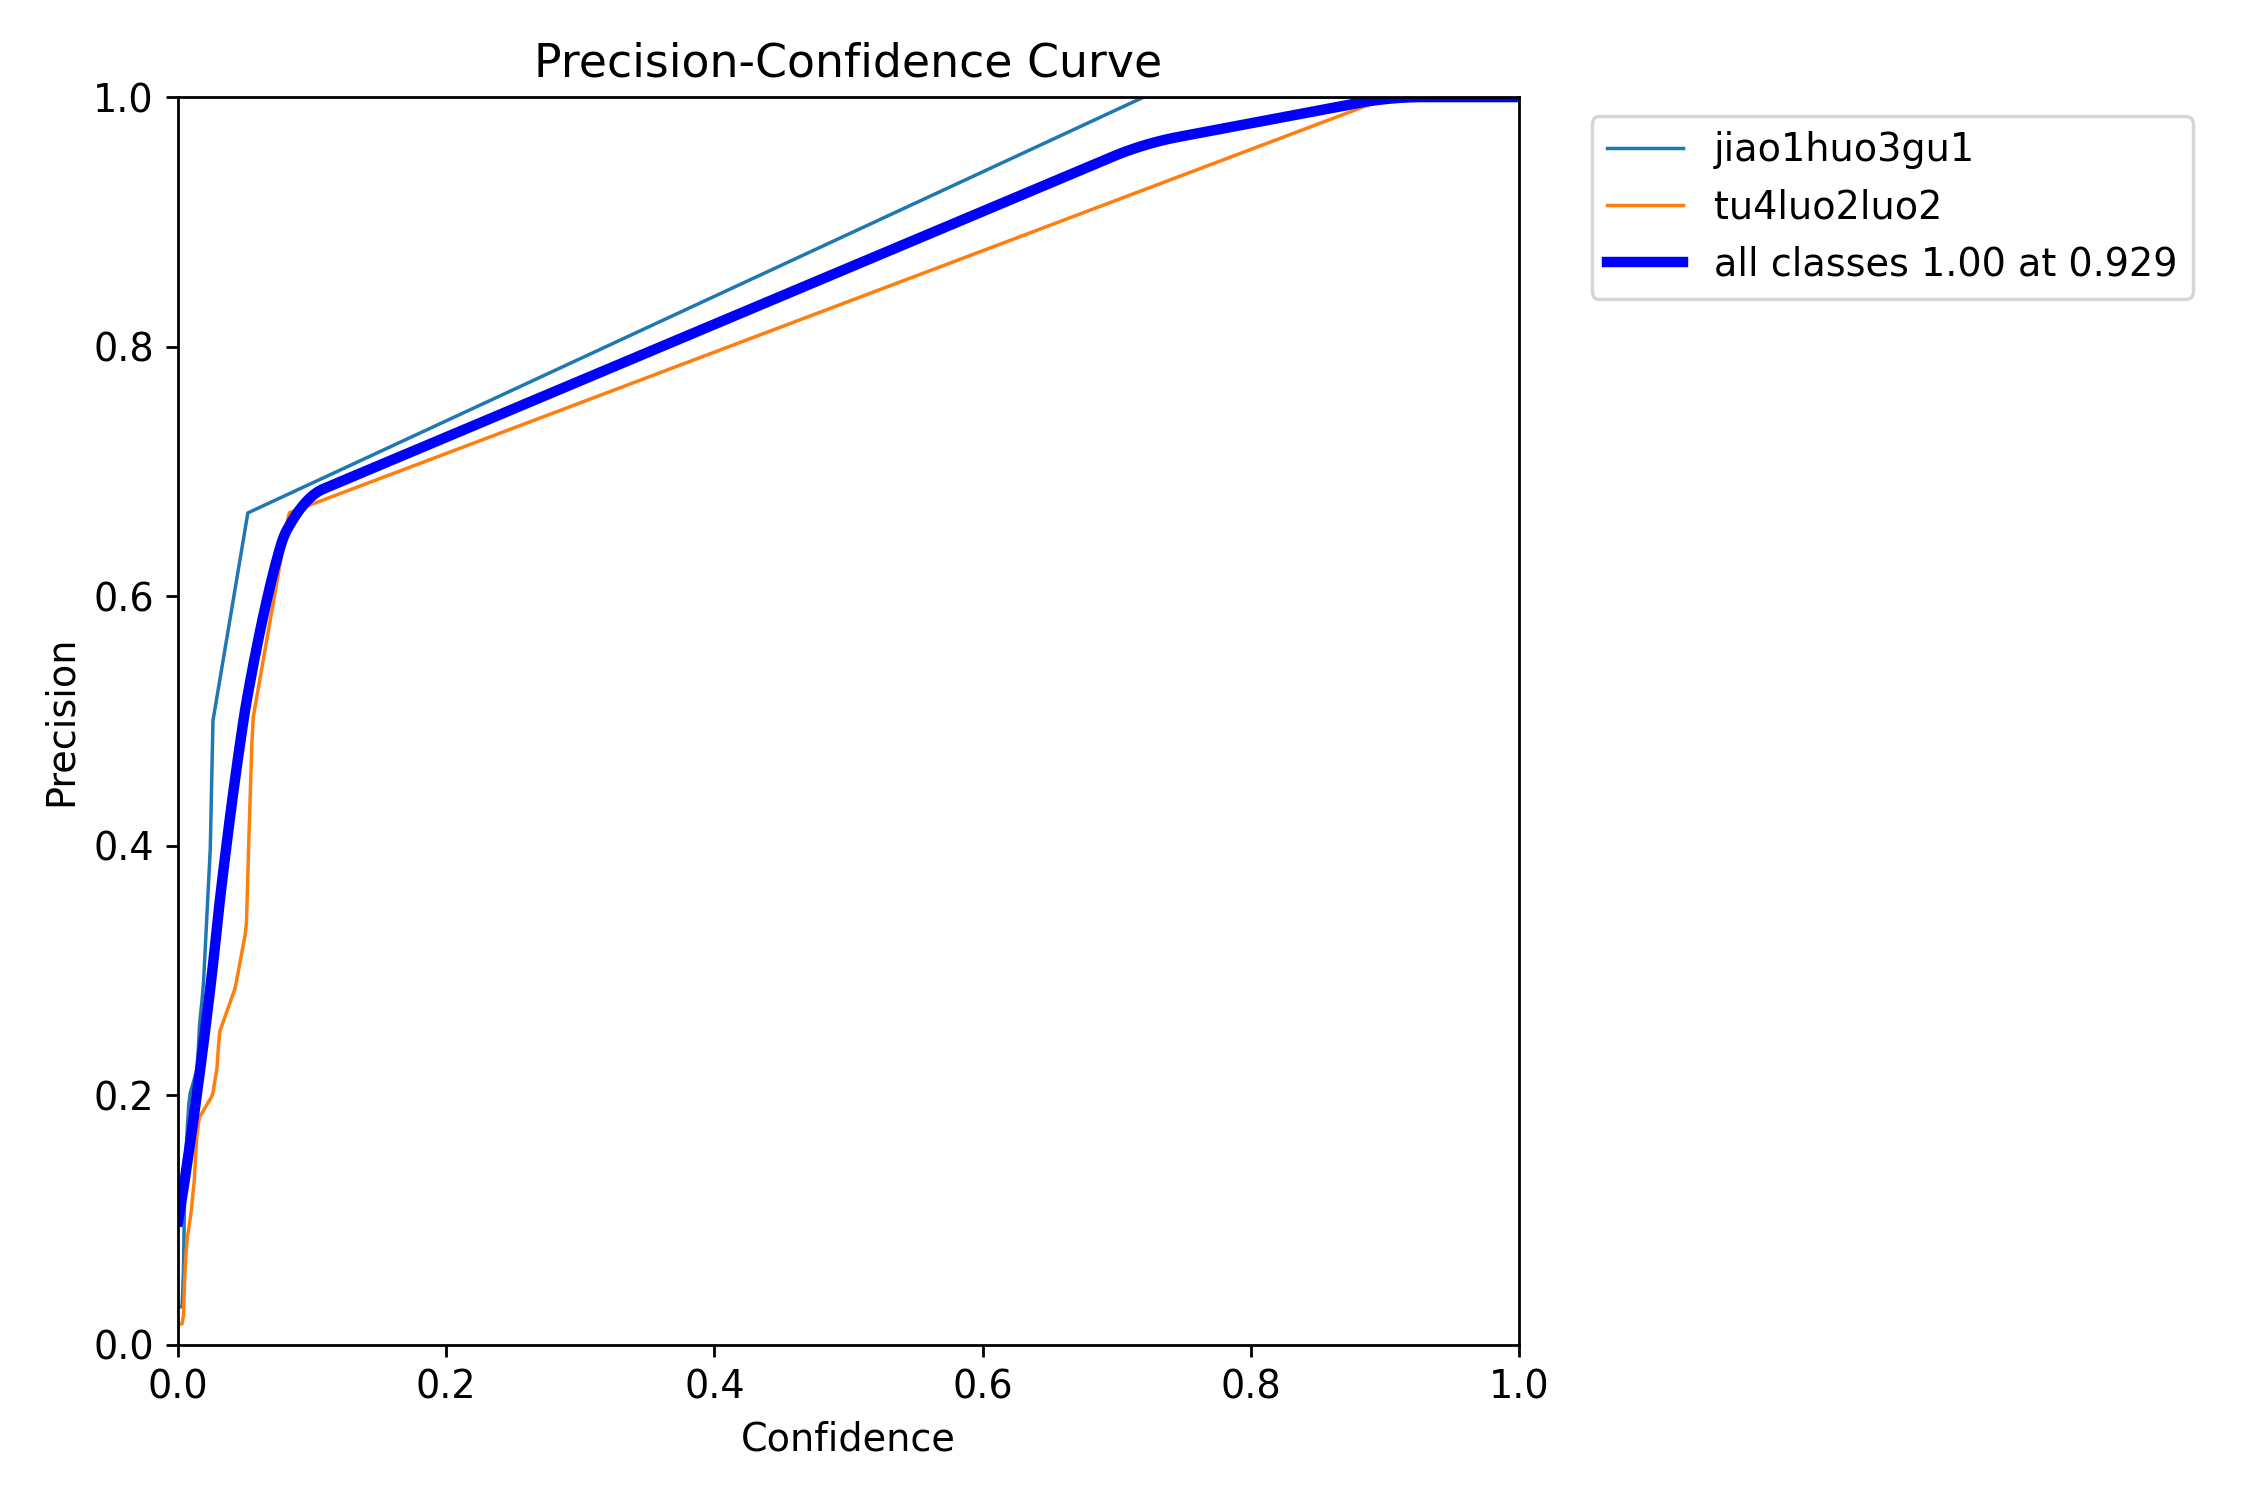 Precision-Confidence Curve
1.0
0.8
0.6
0.4
0.2
0.0
Precision
0.0 0.2 0.4 0.6 0.8 1.0
Confidence
jiao1huo3gu1
tu4luo2luo2
all classes 1.00 at 0.929